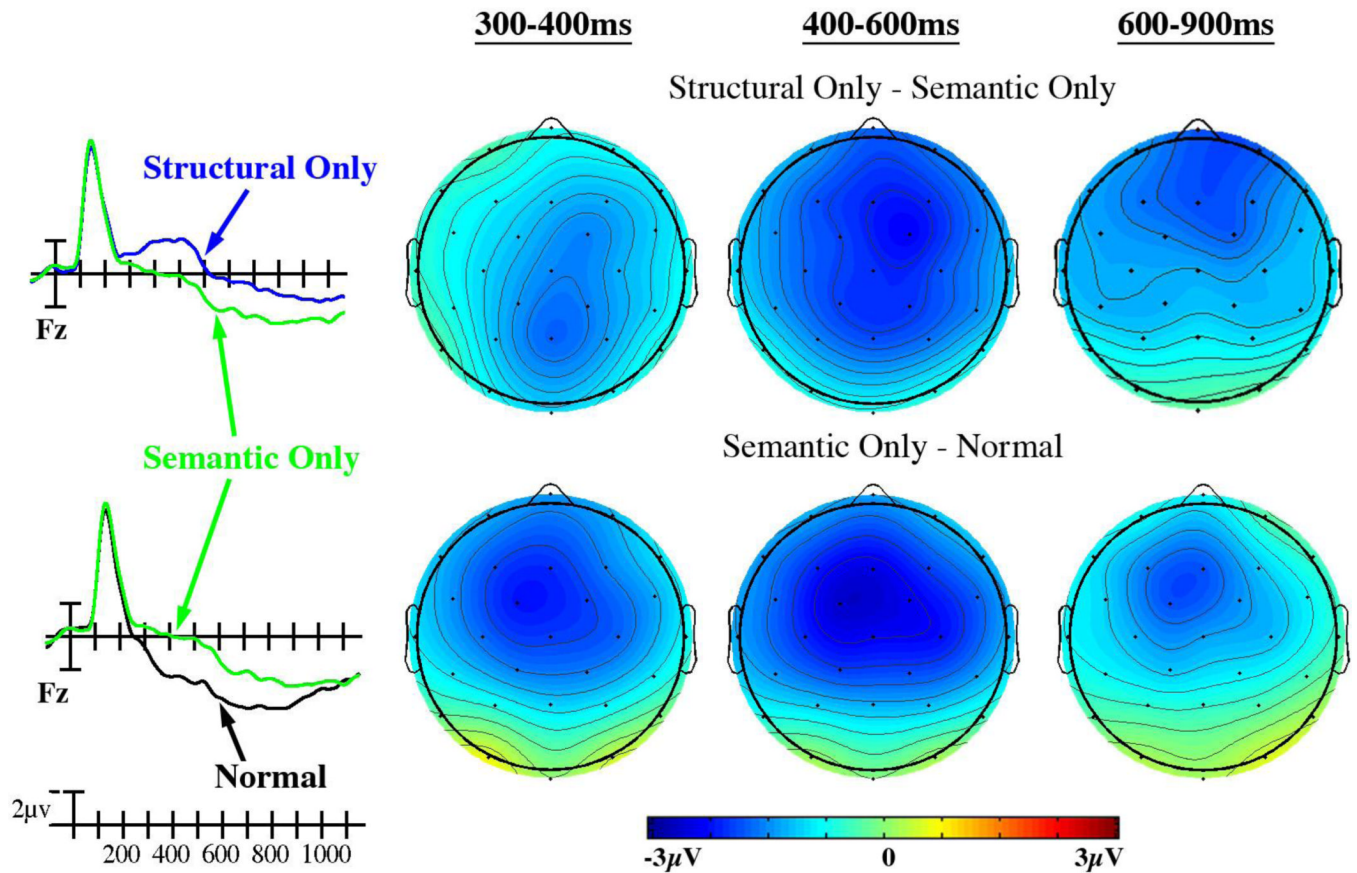 300-400ms 400-600ms 600-900ms
Structural Only - Semantic Only
Structural Only
Fz
Semantic Only - Normal
Semantic Only
Fz
Normal
2μv
200 400 600 800 1000
-3μV 0 3μV